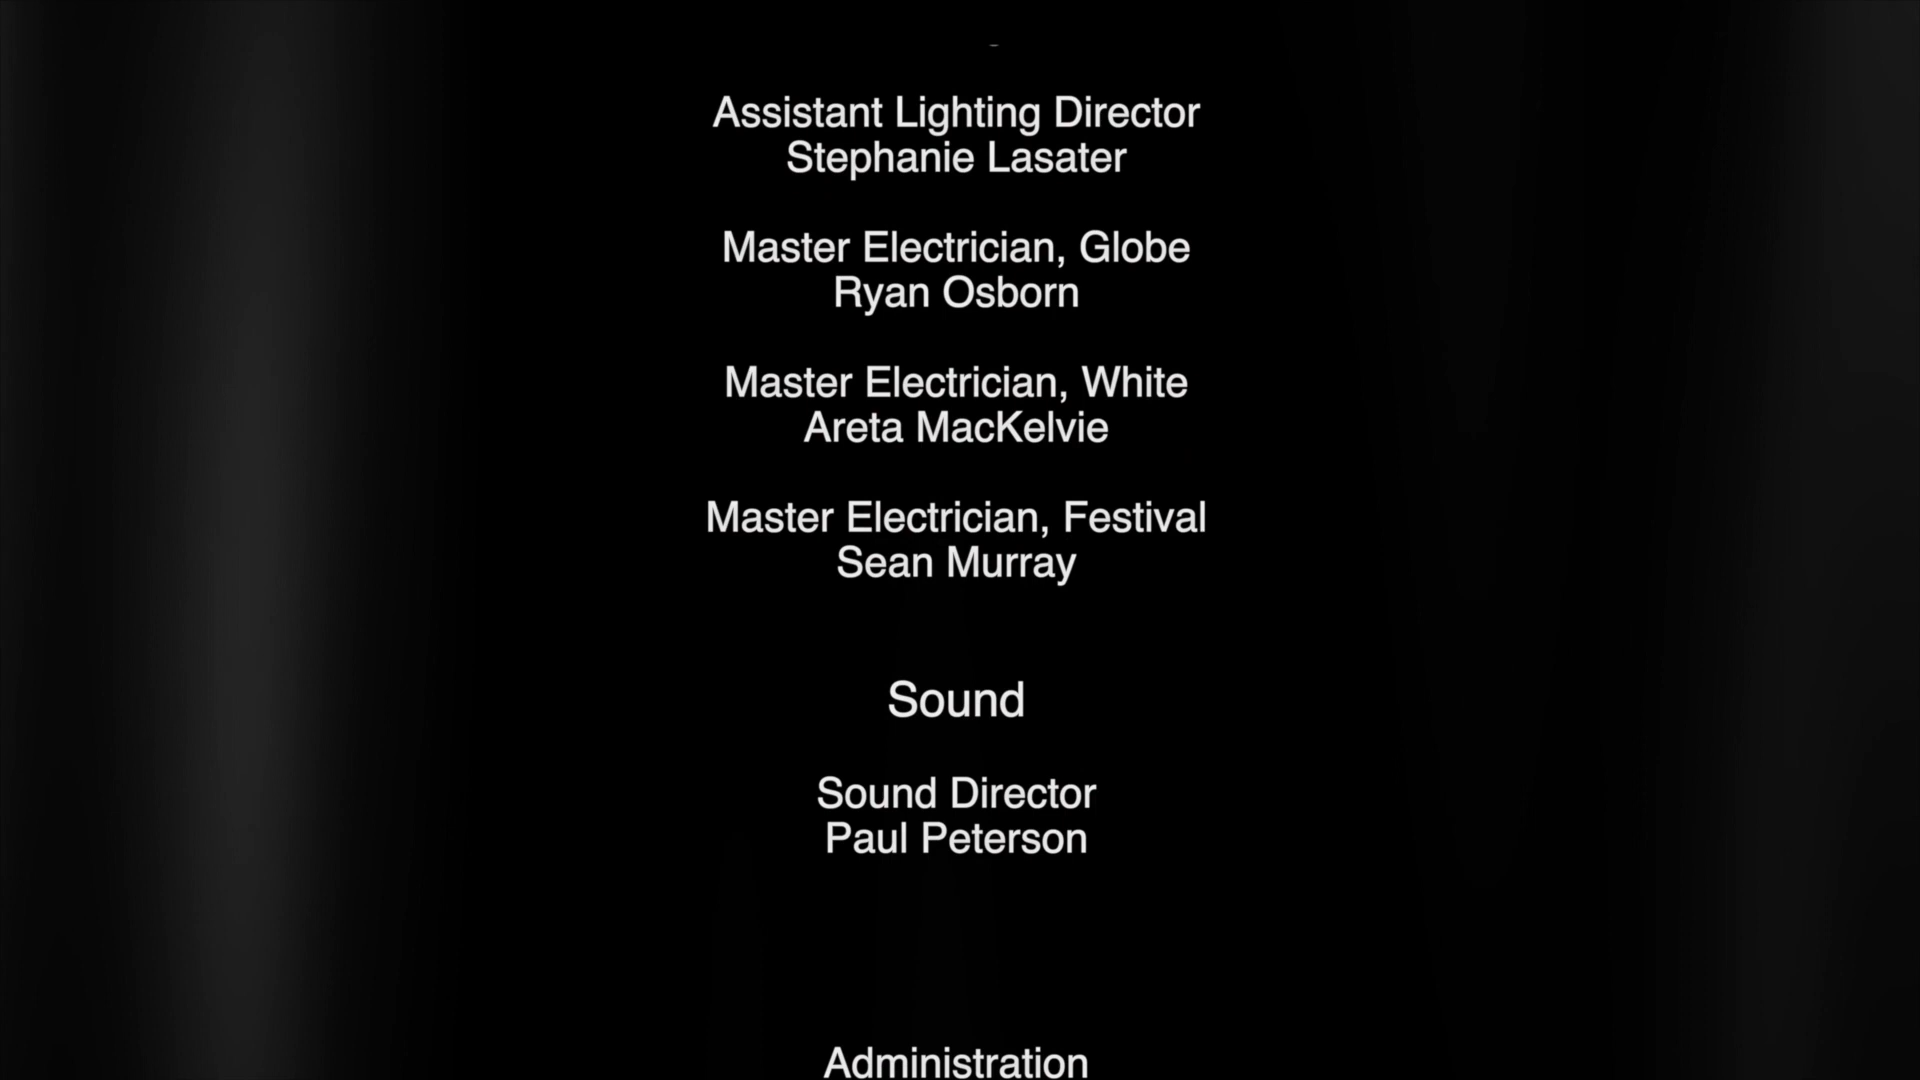 Assistant Lighting Director
Stephanie Lasater
Master Electrician, Globe
Ryan Osborn
Master Electrician, White
Areta MacKelvie
Master Electrician, Festival
Sean Murray
Sound
Sound Director
Paul Peterson
Administration